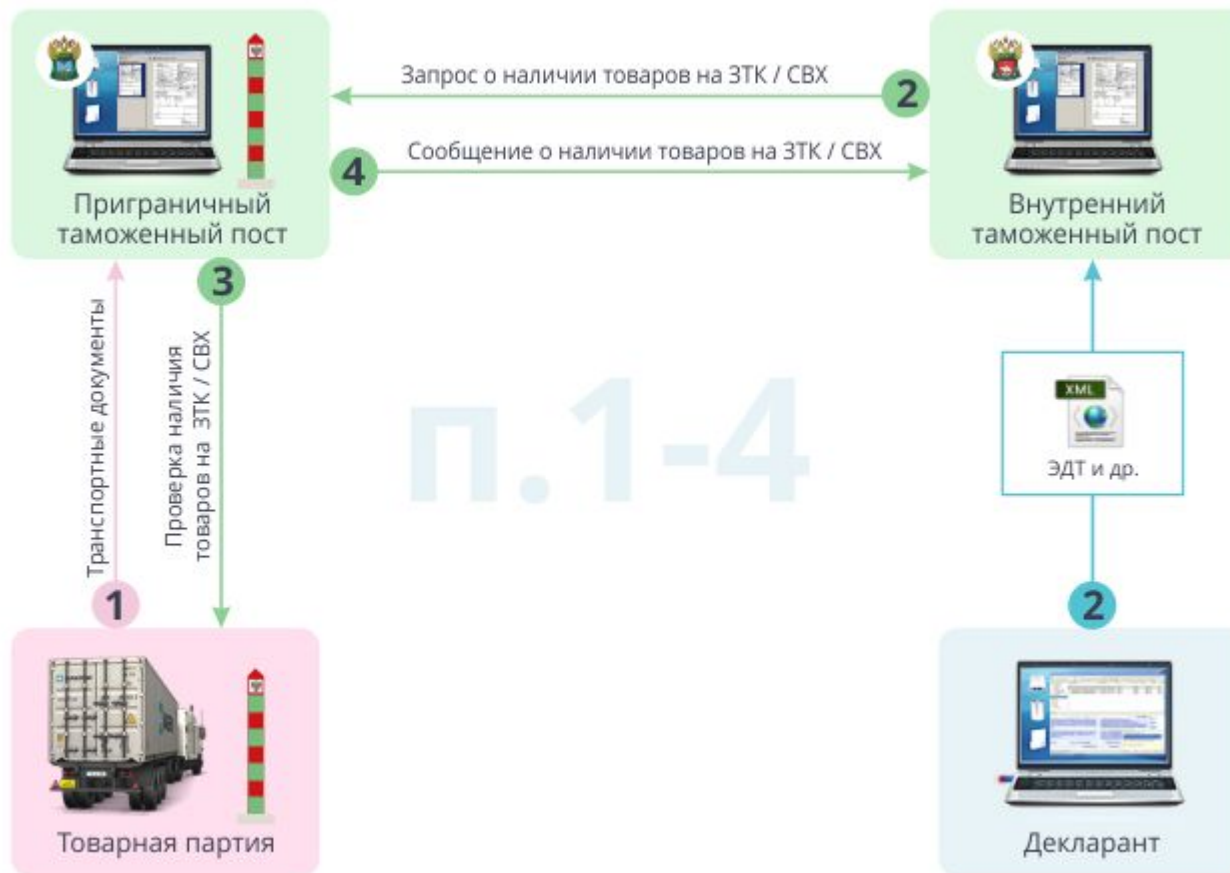 Запрос о наличии товаров на ЗТК / СВХ
2
Сообщение о наличии товаров на ЗТК / СВХ
4
Приграничный
таможенный пост
Внутренний
таможенный пост
3
Транспортные документы
Проверка наличия
товаров на ЗТК / СВХ
п.1-4
XML
ЭДТ и др.
1
2
Товарная партия
Декларант